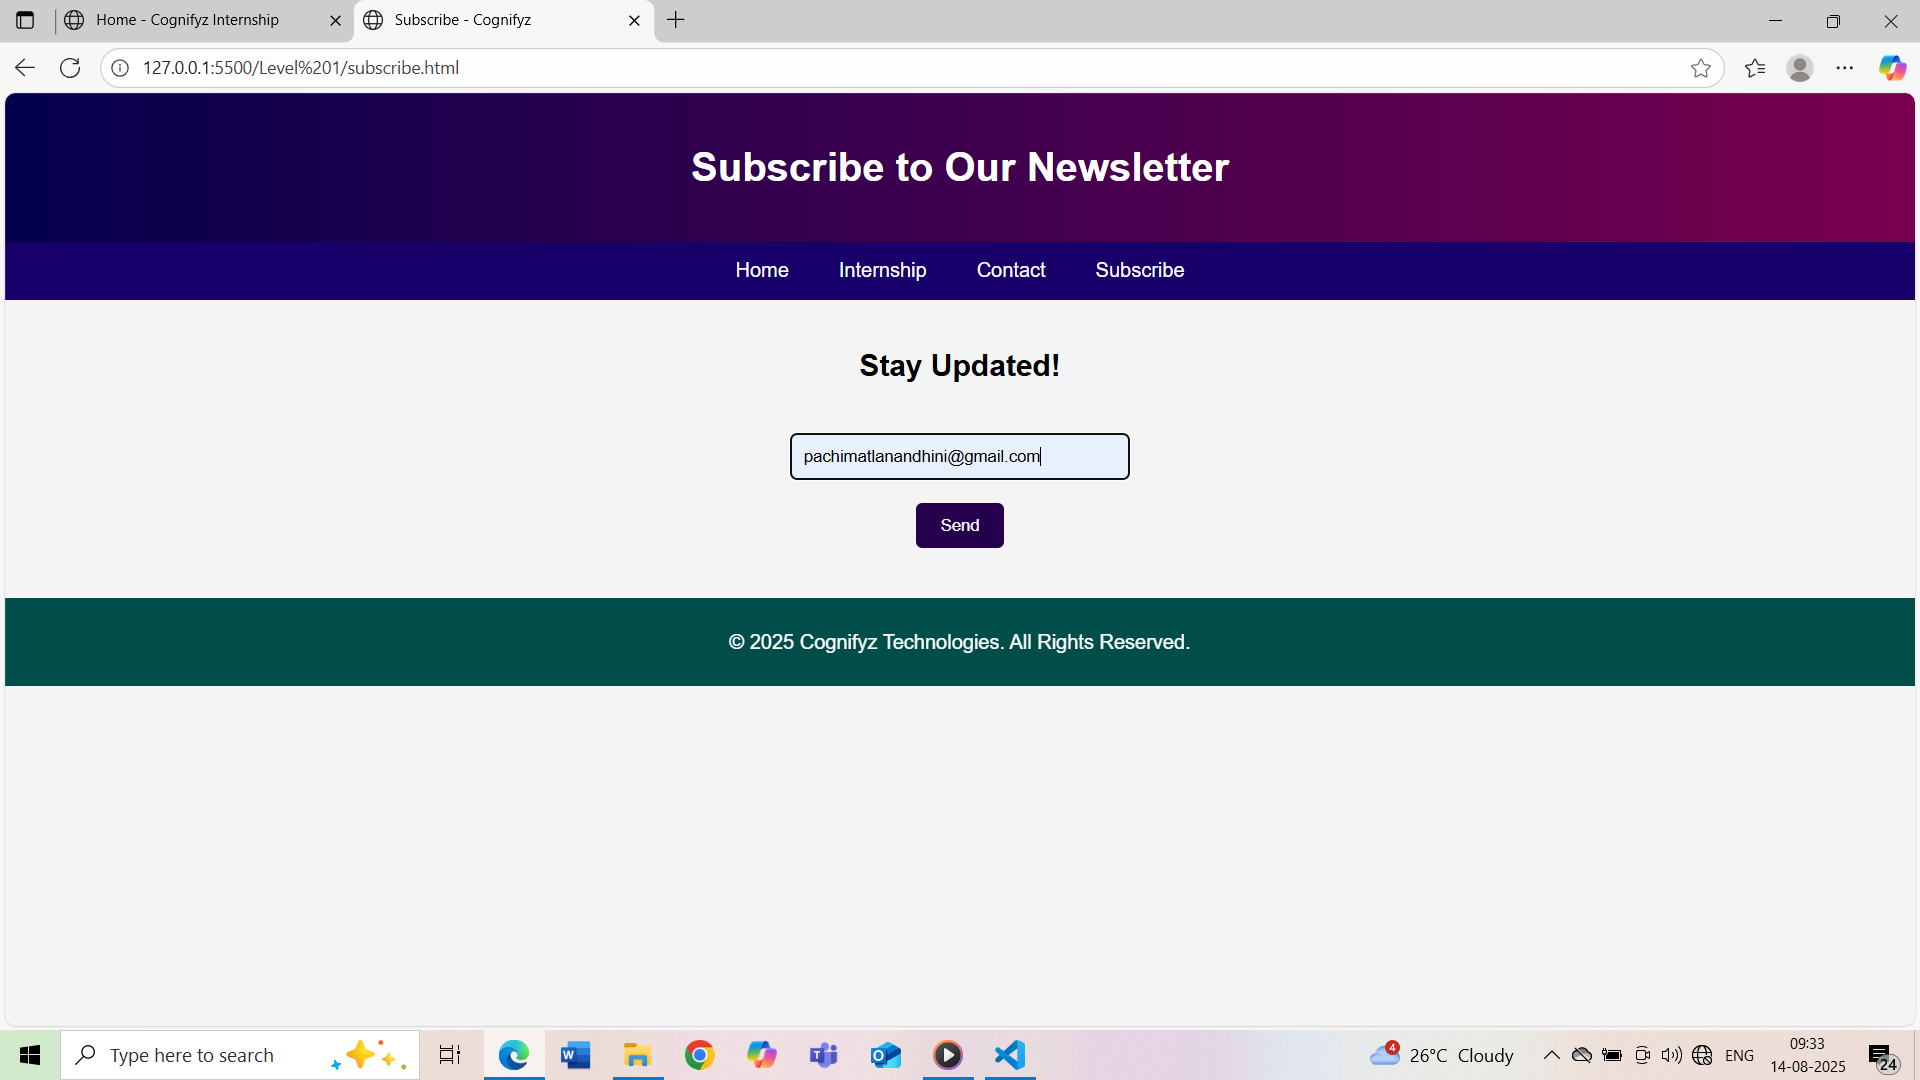 Home - Cognifyz Internship
Subscribe - Cognifyz
127.0.0.1:5500/Level%201/subscribe.html
Subscribe to Our Newsletter
Home Internship Contact Subscribe
Stay Updated!
pachimatlanandhini@gmail.com
Send
© 2025 Cognifyz Technologies. All Rights Reserved.
Type here to search
4
26°C Cloudy
ENG
09:33
14-08-2025
24